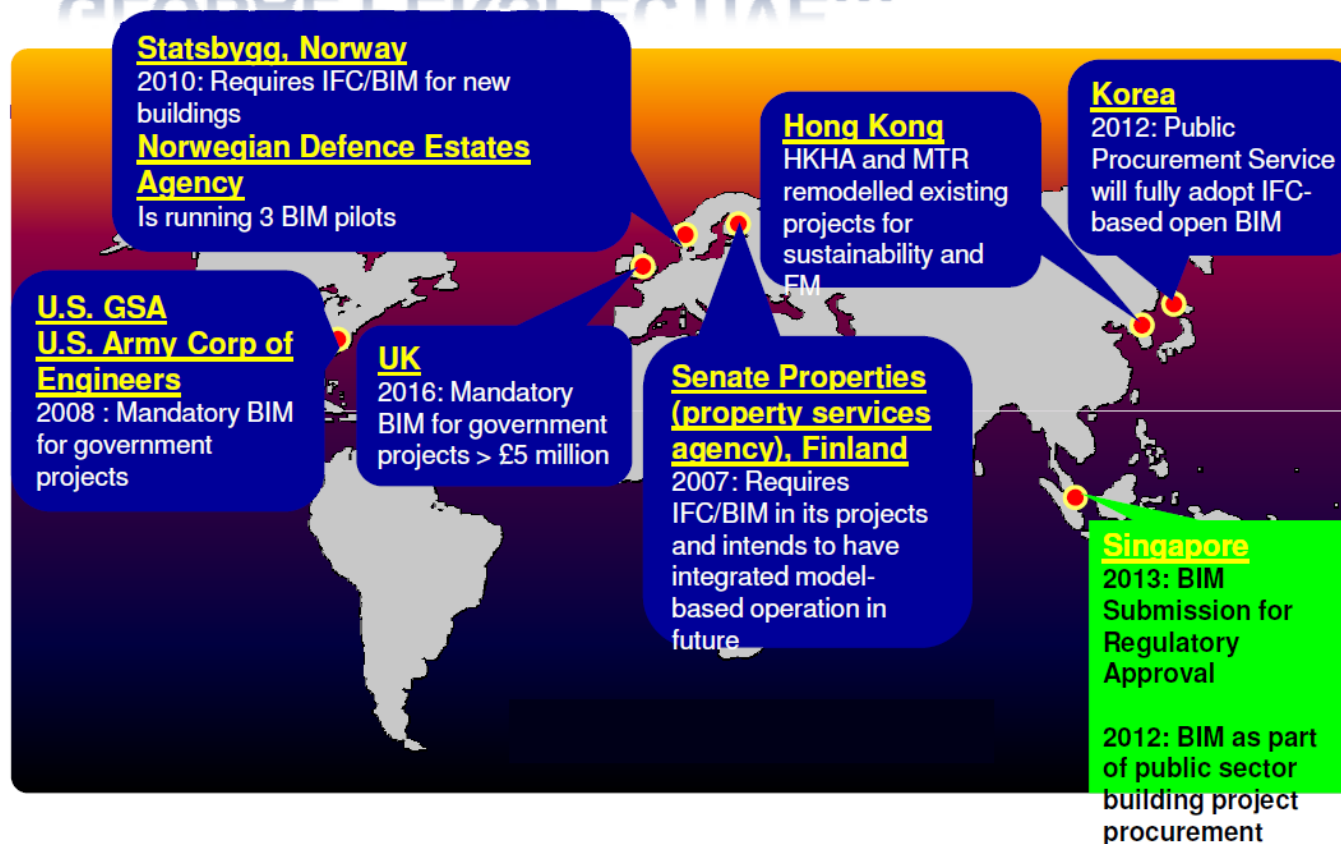 Statsbygg, Norway
2010: Requires IFC/BIM for new
buildings
Norwegian Defence Estates
Agency
Is running 3 BIM pilots
Hong Kong
HKHA and MTR
remodelled existing
projects for
sustainability and
FM
Korea
2012: Public
Procurement Service
will fully adopt IFC-
based open BIM
U.S. GSA
U.S. Army Corp of
Engineers
2008 : Mandatory BIM
for government
projects
UK
2016: Mandatory
BIM for government
projects > £5 million
Senate Properties
(property services
agency), Finland
2007: Requires
IFC/BIM in its projects
and intends to have
integrated model-
based operation in
future
Singapore
2013: BIM
Submission for
Regulatory
Approval
2012: BIM as part
of public sector
building project
procurement